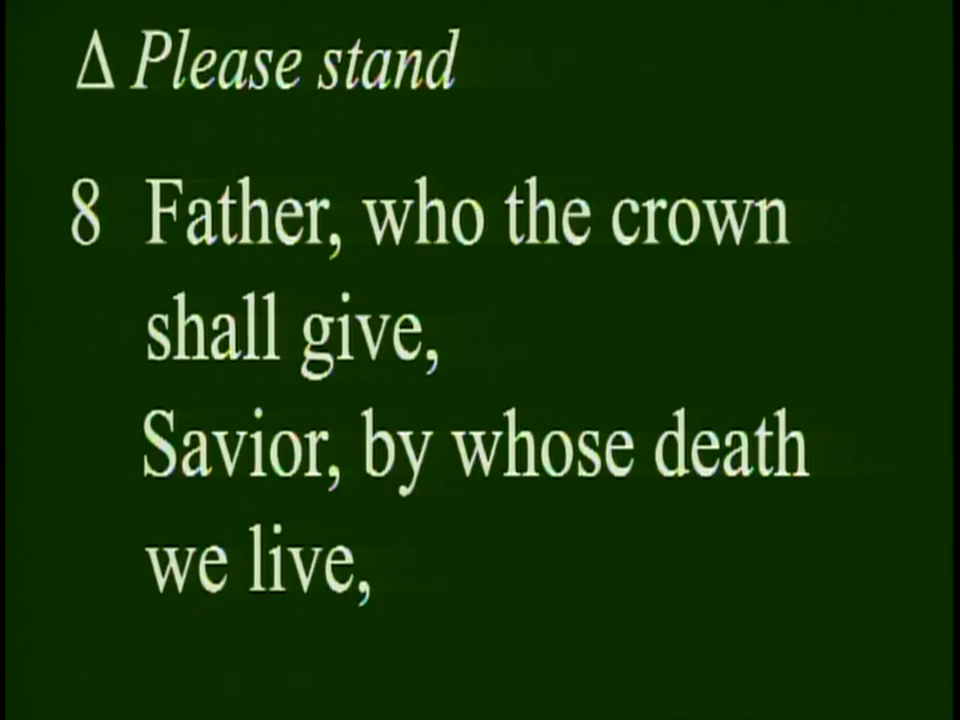 Δ Please stand
8 Father, who the crown
shall give,
Savior, by whose death
we live,